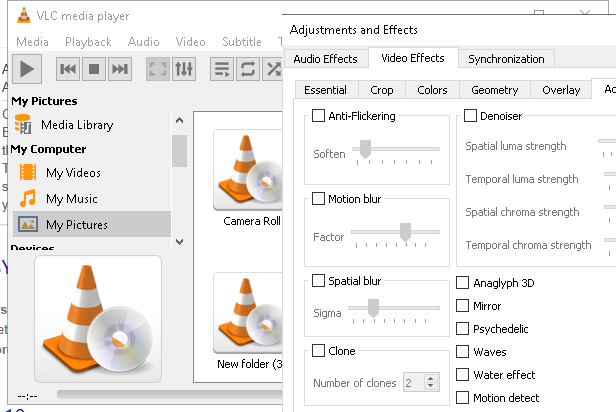 VLC media player
Media Playback Audio Video Subtitle
My Pictures
Media Library
My Computer
My Videos
My Music
My Pictures
Devices
Camera Roll
New folder (3
--:--
Adjustments and Effects
Audio Effects Video Effects Synchronization
Essential Crop Colors Geometry Overlay
Anti-Flickering
Soften
Motion blur
Factor
Spatial blur
Sigma
Clone
Number of clones 2
Denoiser
Spatial luma strength
Temporal luma strength
Spatial chroma strength
Temporal chroma strength
Anaglyph 3D
Mirror
Psychedelic
Waves
Water effect
Motion detect